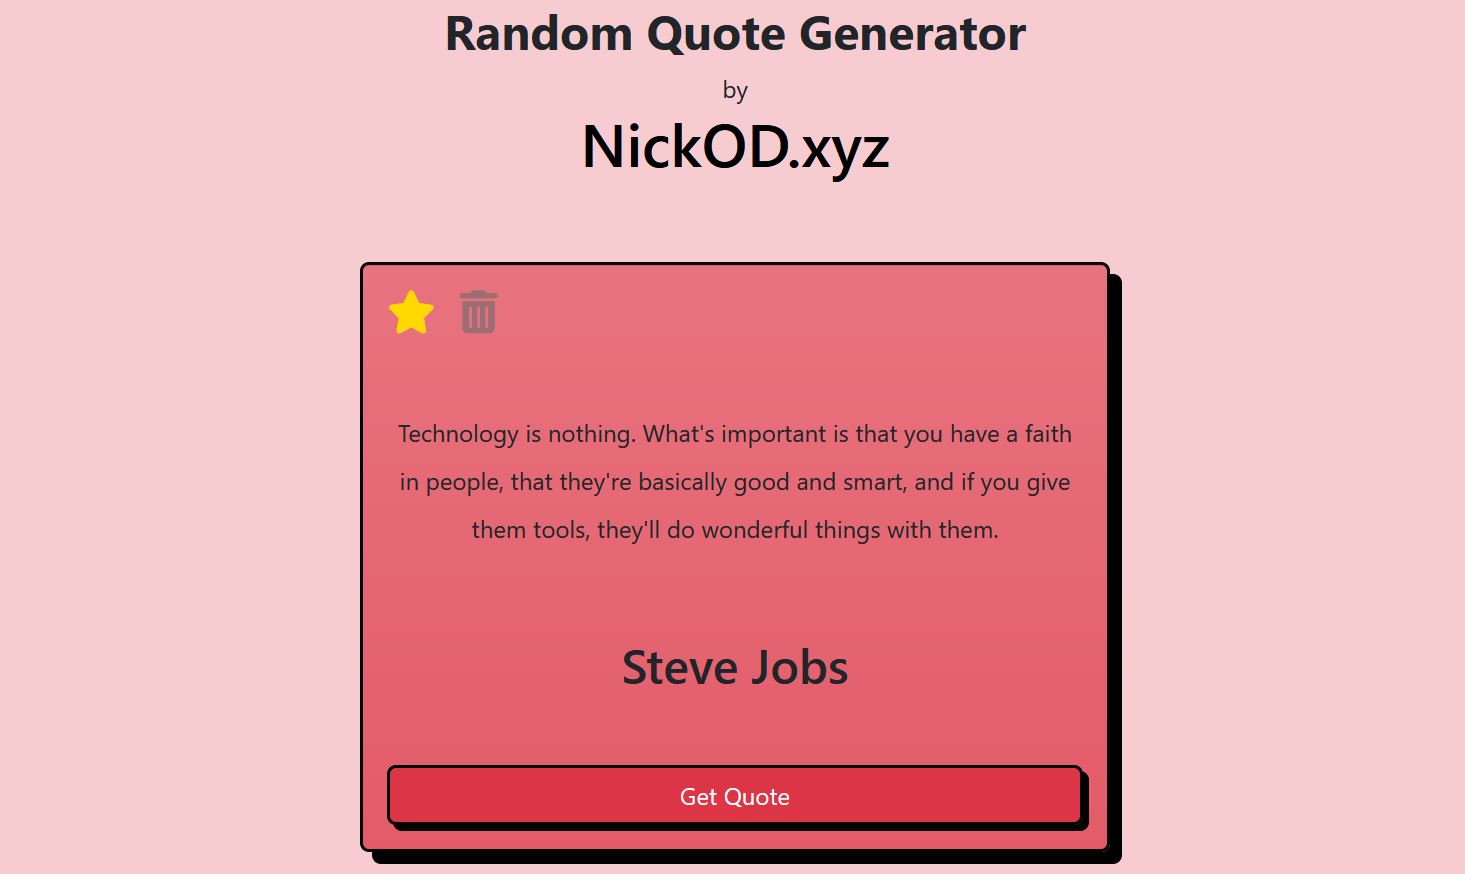 Random Quote Generator
by
NickOD.xyz
Technology is nothing. What's important is that you have a faith
in people, that they're basically good and smart, and if you give
them tools, they'll do wonderful things with them.
Steve Jobs
Get Quote